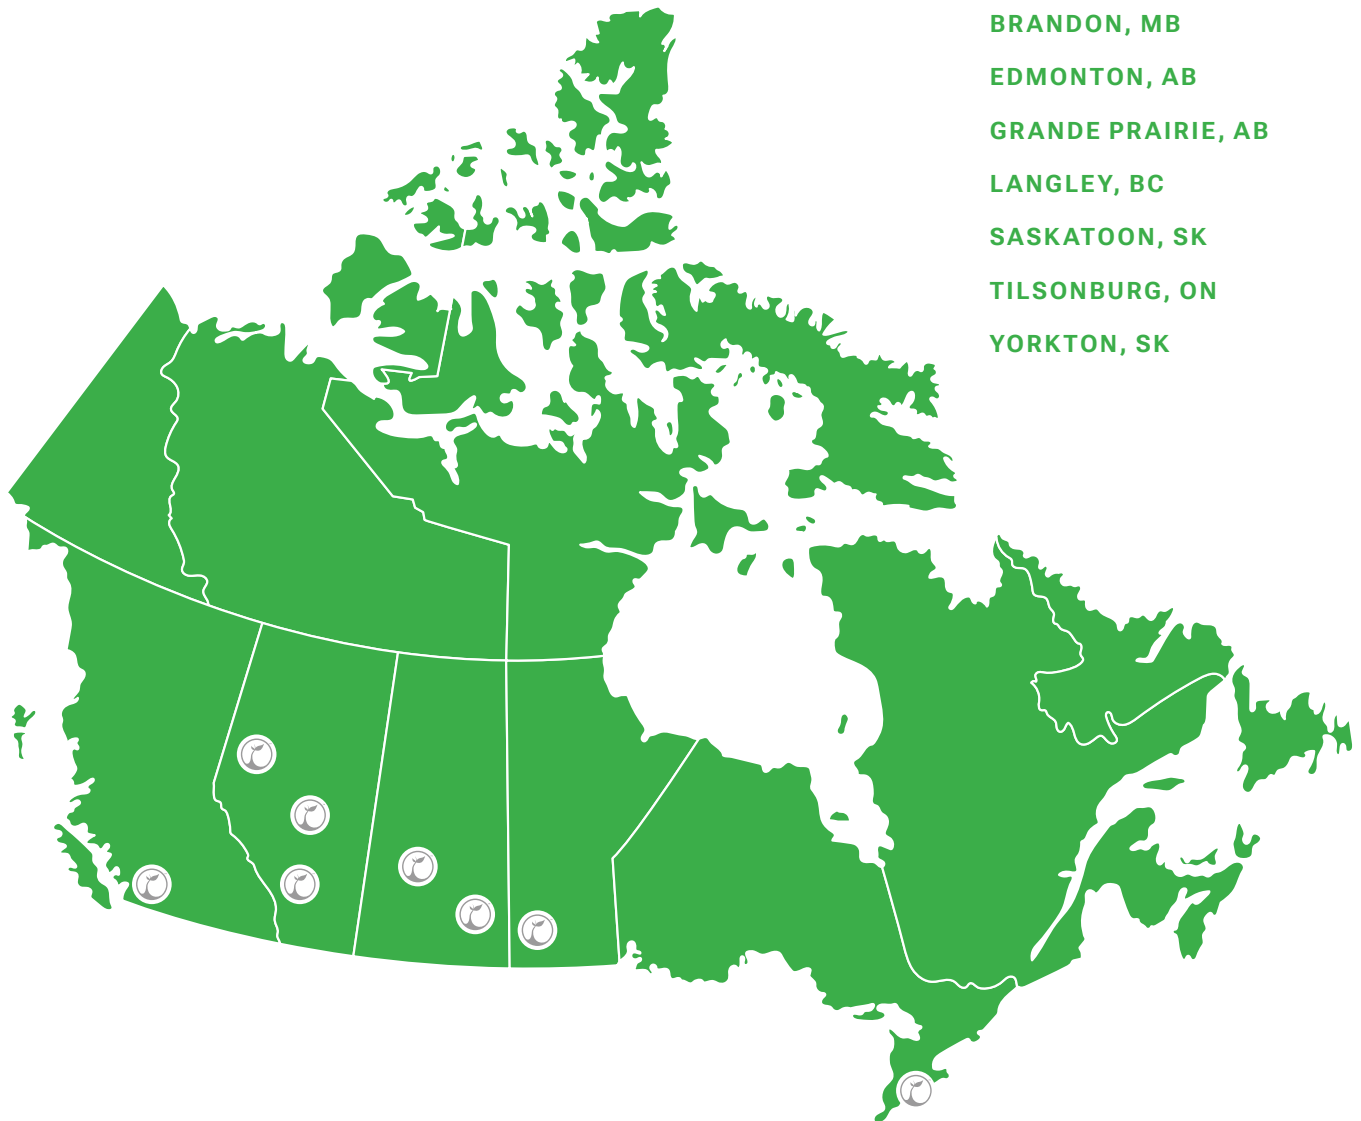 BRANDON, MB
EDMONTON, AB
GRANDE PRAIRIE, AB
LANGLEY, BC
SASKATOON, SK
TILSONBURG, ON
YORKTON, SK